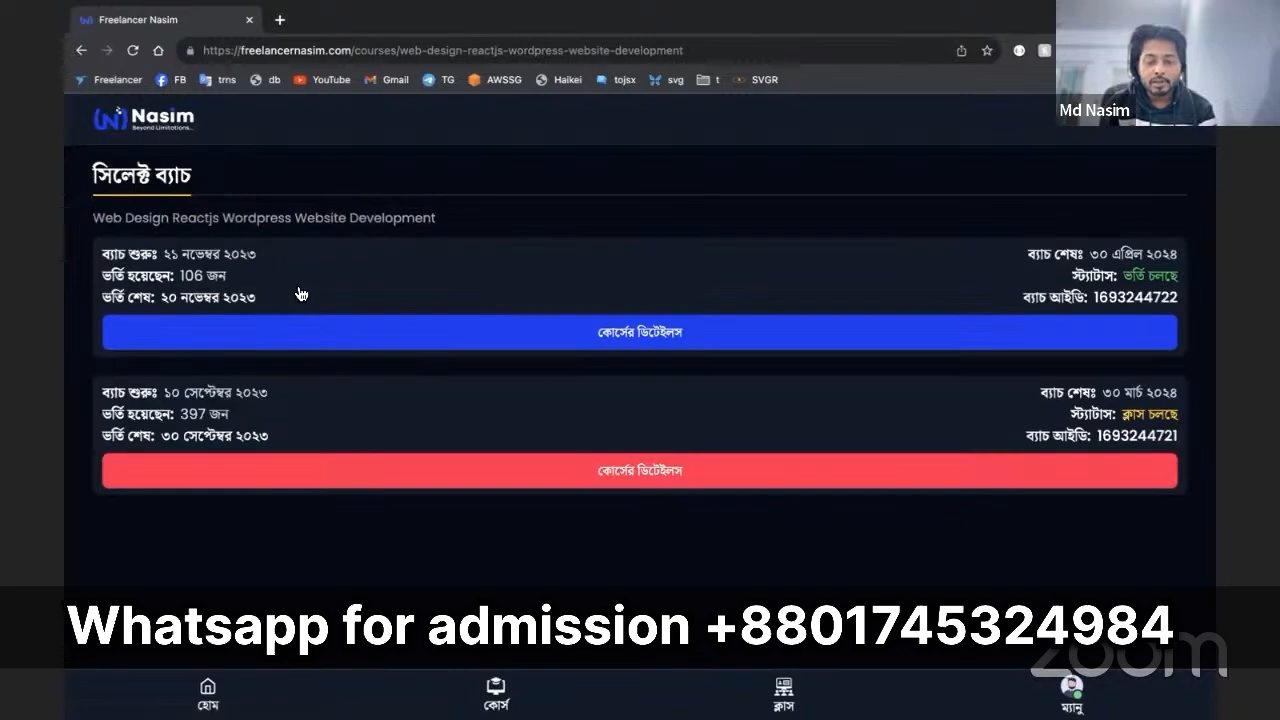 Freelancer Nasim
https://freelancernasim.com/courses/web-design-reactjs-wordpress-website-development
Freelancer FB trns db YouTube Gmail TG AWSSG Haikei tojsx svg t SVGR
Md Nasim
Nasim
Beyond Limitations...
সিলেক্ট ব্যাচ
Web Design Reactjs Wordpress Website Development
ব্যাচ শুরুঃ ২১ নভেম্বর ২০২৩ ব্যাচ শেষঃ ৩০ এপ্রিল ২০২৪
ভর্তি হয়েছেন: 106 জন স্ট্যাটাস: ভর্তি চলছে
ভর্তি শেষ: ২০ নভেম্বর ২০২৩ ব্যাচ আইডি: 1693244722
কোর্সের ডিটেইলস
ব্যাচ শুরুঃ ১০ সেপ্টেম্বর ২০২৩ ব্যাচ শেষঃ ৩০ মার্চ ২০২৪
ভর্তি হয়েছেন: 397 জন স্ট্যাটাস: ক্লাস চলছে
ভর্তি শেষ: ৩০ সেপ্টেম্বর ২০২৩ ব্যাচ আইডি: 1693244721
কোর্সের ডিটেইলস
Whatsapp for admission +8801745324984
zoom
হোম কোর্স ক্লাস ম্যানু